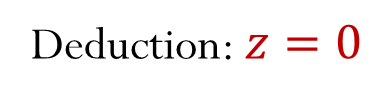 Deduction: z = 0